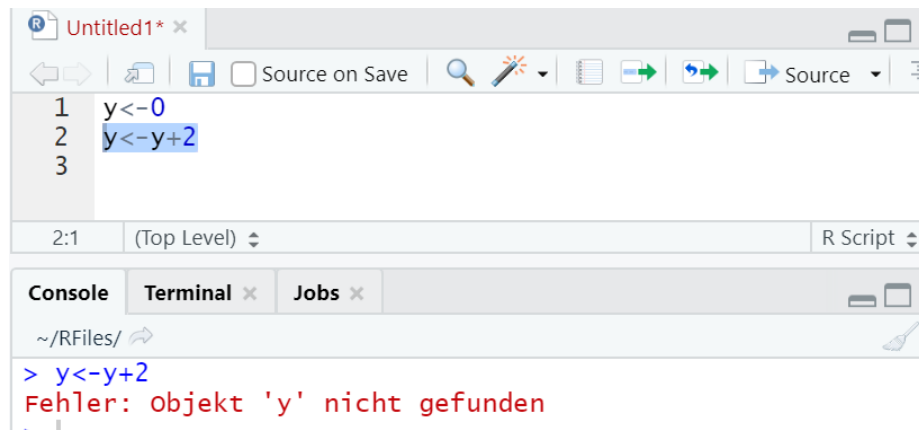 Untitled1*
Source on Save Source
1 y<-0
2 y<-y+2
3
2:1 (Top Level) R Script
Console Terminal Jobs
~/RFiles/
> y<-y+2
Fehler: Objekt 'y' nicht gefunden
>